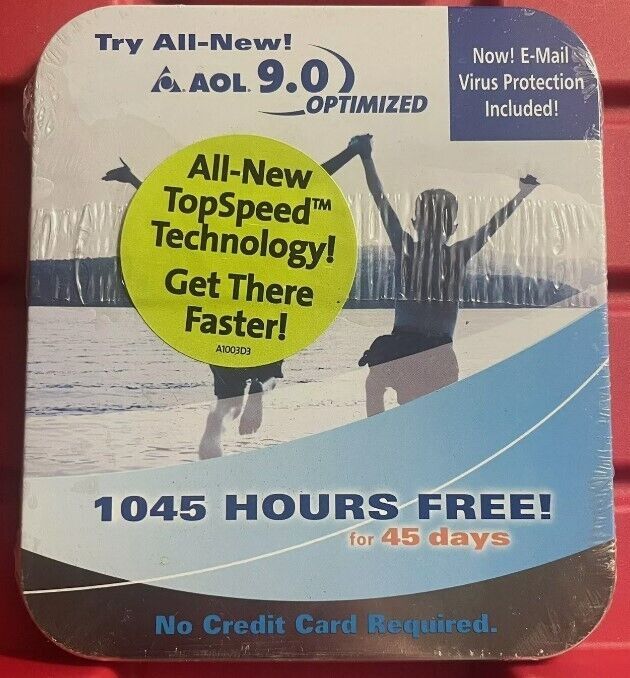 Try All-New!
AOL. 9.0
OPTIMIZED
Now! E-Mail
Virus Protection
Included!
All-New
TopSpeed™
Technology!
Get There
Faster!
A1003D3
1045 HOURS FREE!
for 45 days
No Credit Card Required.